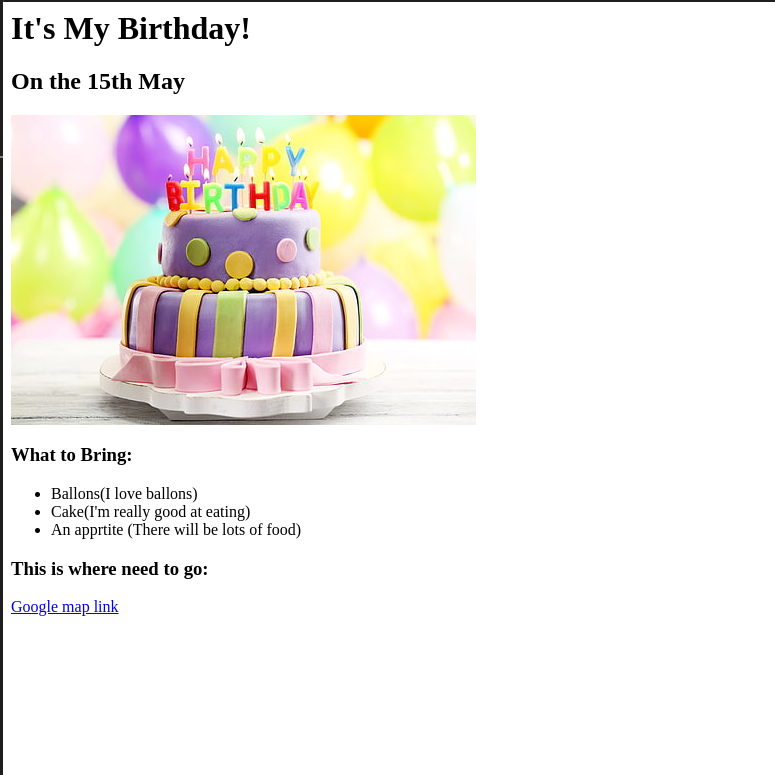 It's My Birthday!
On the 15th May
HAPPY
BIRTHDAY
What to Bring:
Ballons(I love ballons)
Cake(I'm really good at eating)
An apprtite (There will be lots of food)
This is where need to go:
Google map link